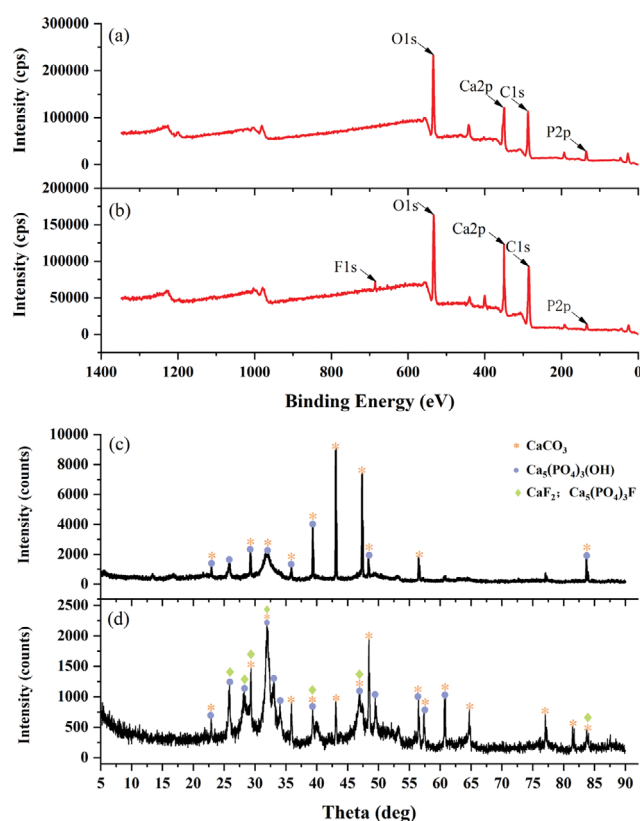 300000
(a)
O1s
200000
Ca2p
C1s
100000
P2p
0
Intensity (cps)
200000
(b)
O1s
150000
Ca2p
C1s
100000
F1s
50000
P2p
0
Intensity (cps)
1400 1200 1000 800 600 400 200 0
Binding Energy (eV)
10000
(c)
* CaCO₃
8000
Ca₅(PO₄)₃(OH)
6000
CaF₂; Ca₅(PO₄)₃F
4000
2000
0
Intensity (counts)
2500
(d)
2000
1500
1000
500
0
Intensity (counts)
5 10 15 20 25 30 35 40 45 50 55 60 65 70 75 80 85 90
Theta (deg)